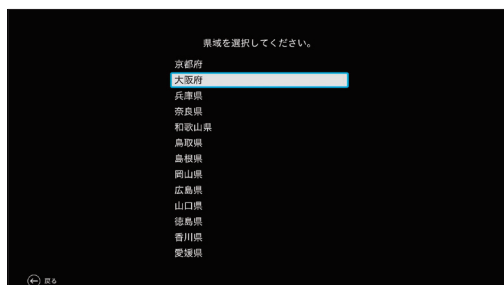 県域を選択してください。
京都府
大阪府
兵庫県
奈良県
和歌山県
鳥取県
島根県
岡山県
広島県
山口県
徳島県
香川県
愛媛県
戻る